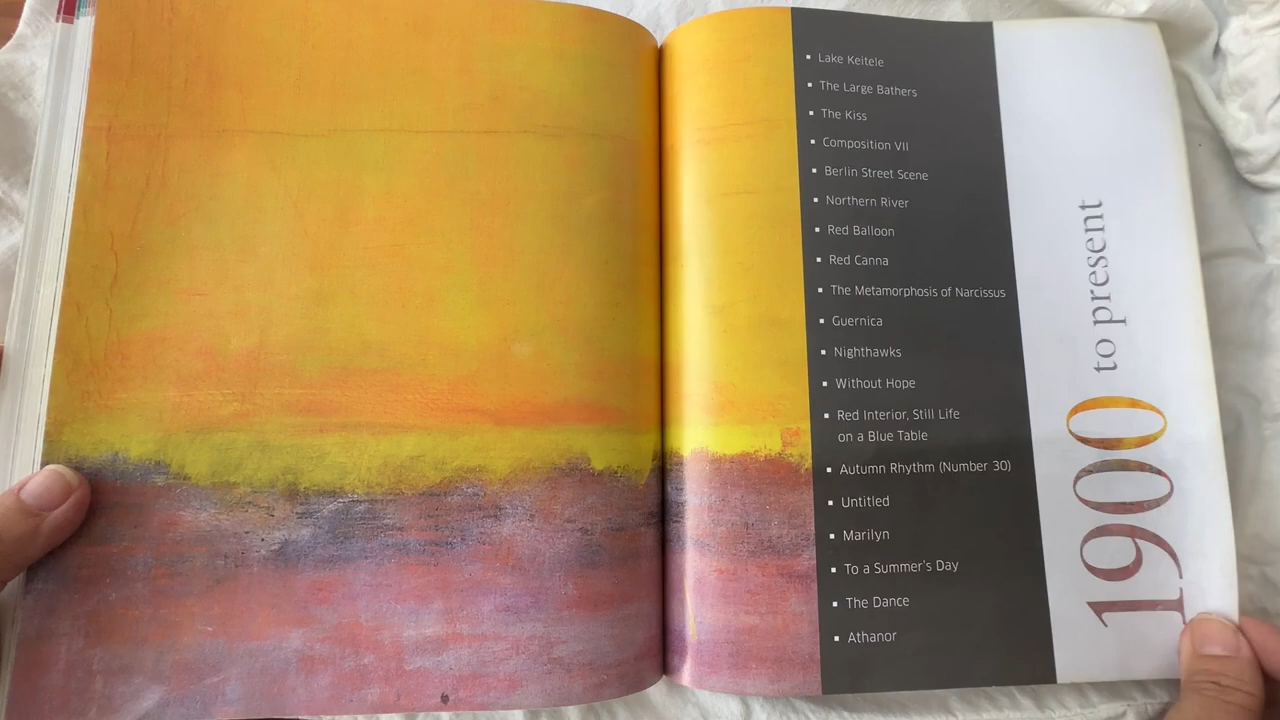 Lake Keitele
The Large Bathers
The Kiss
Composition VII
Berlin Street Scene
Northern River
Red Balloon
Red Canna
The Metamorphosis of Narcissus
Guernica
Nighthawks
Without Hope
Red Interior, Still Life
on a Blue Table
Autumn Rhythm (Number 30)
Untitled
Marilyn
To a Summer's Day
The Dance
Athanor
1900 to present